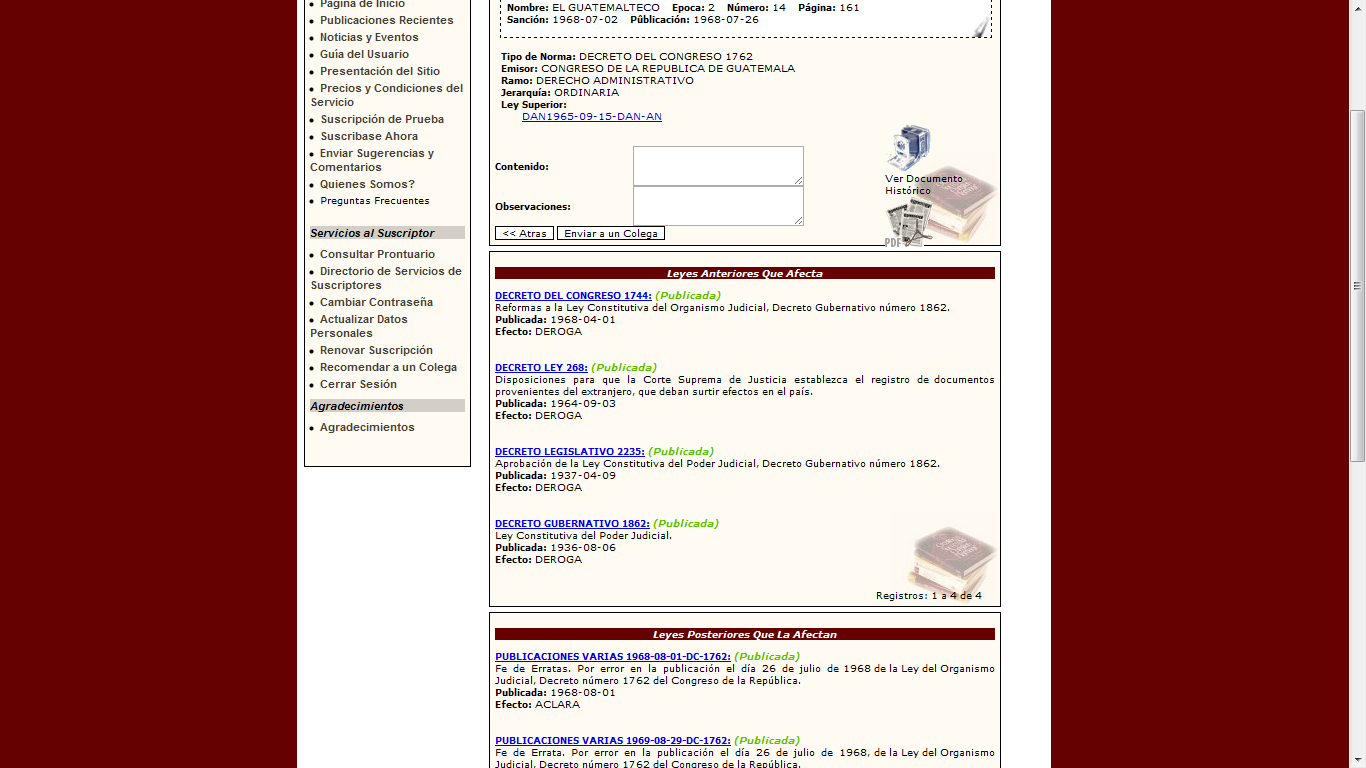 Página de Inicio
Publicaciones Recientes
Noticias y Eventos
Guía del Usuario
Presentación del Sitio
Precios y Condiciones del
Servicio
Suscripción de Prueba
Suscribase Ahora
Enviar Sugerencias y
Comentarios
Quienes Somos?
Preguntas Frecuentes
Servicios al Suscriptor
Consultar Prontuario
Directorio de Servicios de
Suscriptores
Cambiar Contraseña
Actualizar Datos
Personales
Renovar Suscripción
Recomendar a un Colega
Cerrar Sesión
Agradecimientos
Agradecimientos
Nombre: EL GUATEMALTECO Epoca: 2 Número: 14 Página: 161
Sanción: 1968-07-02 Pûblicación: 1968-07-26
Tipo de Norma: DECRETO DEL CONGRESO 1762
Emisor: CONGRESO DE LA REPUBLICA DE GUATEMALA
Ramo: DERECHO ADMINISTRATIVO
Jerarquía: ORDINARIA
Ley Superior:
DAN1965-09-15-DAN-AN
Contenido:
Ver Documento
Histórico
Observaciones:
<< Atras Enviar a un Colega
PDF
Leyes Anteriores Que Afecta
DECRETO DEL CONGRESO 1744: (Publicada)
Reformas a la Ley Constitutiva del Organismo Judicial, Decreto Gubernativo número 1862.
Publicada: 1968-04-01
Efecto: DEROGA
DECRETO LEY 268: (Publicada)
Disposiciones para que la Corte Suprema de Justicia establezca el registro de documentos
provenientes del extranjero, que deban surtir efectos en el país.
Publicada: 1964-09-03
Efecto: DEROGA
DECRETO LEGISLATIVO 2235: (Publicada)
Aprobación de la Ley Constitutiva del Poder Judicial, Decreto Gubernativo número 1862.
Publicada: 1937-04-09
Efecto: DEROGA
DECRETO GUBERNATIVO 1862: (Publicada)
Ley Constitutiva del Poder Judicial.
Publicada: 1936-08-06
Efecto: DEROGA
Registros: 1 a 4 de 4
Leyes Posteriores Que La Afectan
PUBLICACIONES VARIAS 1968-08-01-DC-1762: (Publicada)
Fe de Erratas. Por error en la publicación el día 26 de julio de 1968 de la Ley del Organismo
Judicial, Decreto número 1762 del Congreso de la República.
Publicada: 1968-08-01
Efecto: ACLARA
PUBLICACIONES VARIAS 1969-08-29-DC-1762: (Publicada)
Fe de Errata. Por error en la publicación el día 26 de julio de 1968, de la Ley del Organismo
Judicial, Decreto número 1762 del Congreso de la República.